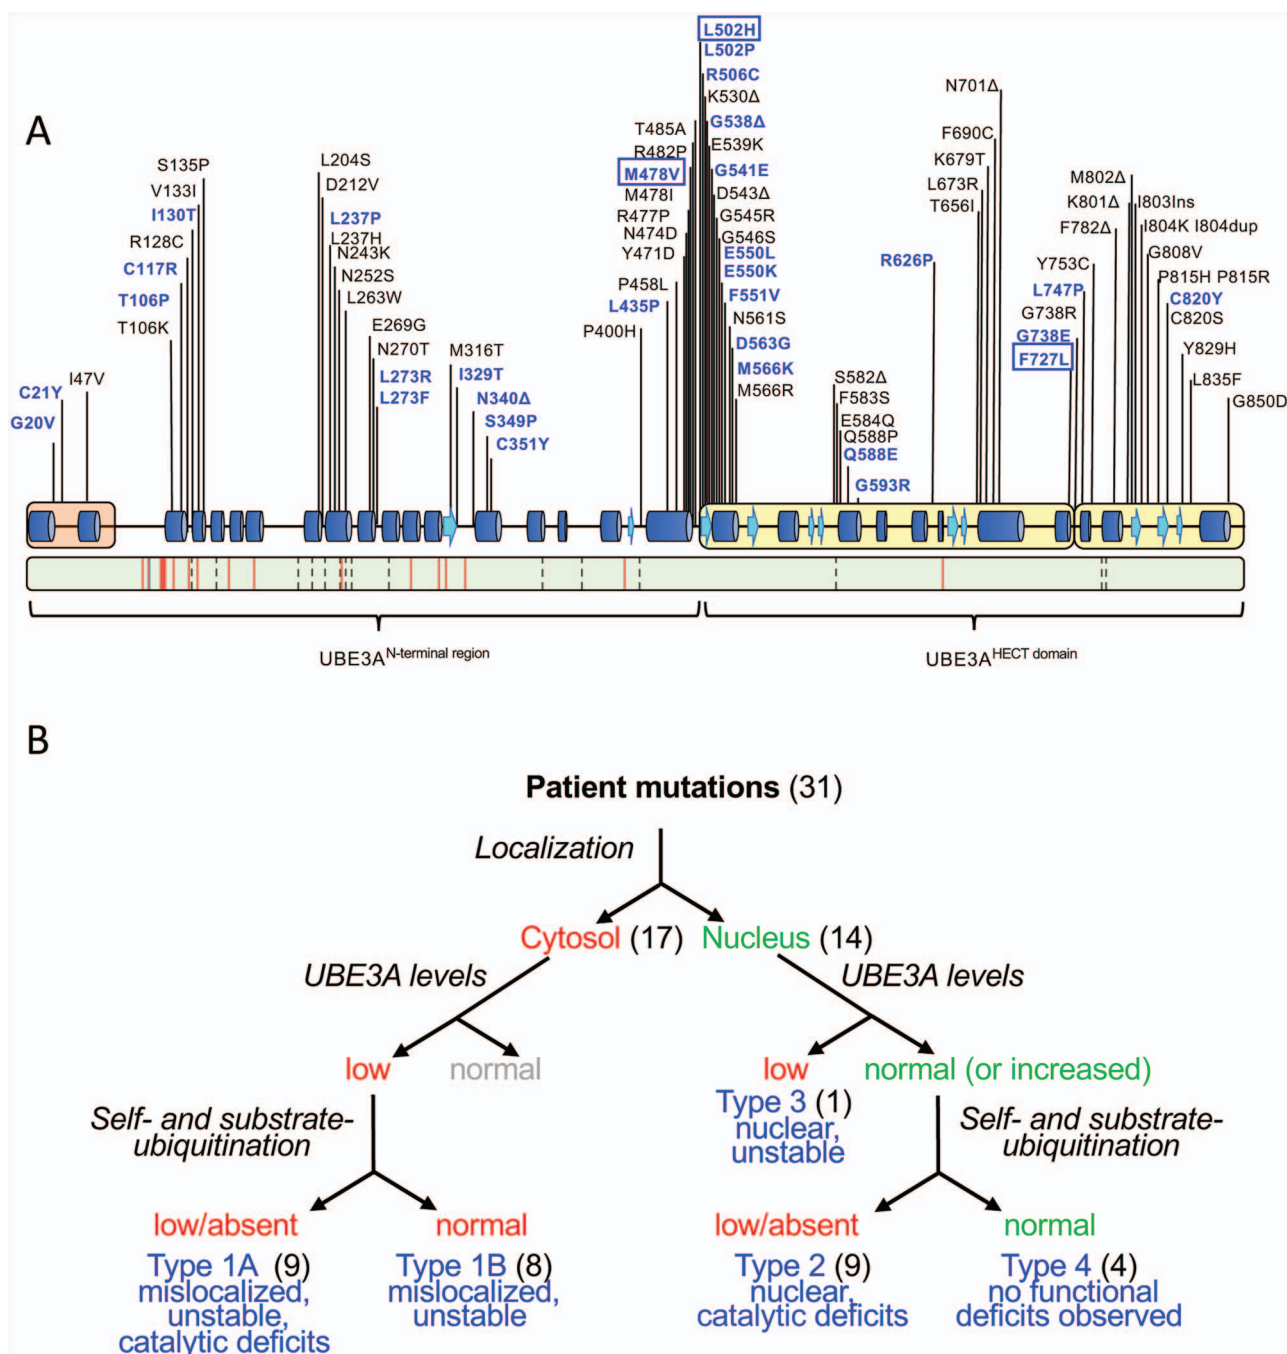 A
S135P
V133I
I130T
R128C
C117R
T106P
T106K
I47V
C21Y
G20V
L204S
D212V
L237P
L237H
N243K
N252S
L263W
E269G
N270T
L273R
L273F
M316T
I329T
N340Δ
S349P
C351Y
T485A
R482P
M478V
M478I
R477P
N474D
Y471D
P458L
L435P
P400H
L502H
L502P
R506C
K530Δ
G538Δ
E539K
G541E
D543Δ
G545R
G546S
E550L
E550K
F551V
N561S
D563G
M566K
M566R
S582Δ
F583S
E584Q
Q588P
Q588E
G593R
R626P
N701Δ
F690C
K679T
L673R
T656I
M802Δ
K801Δ
F782Δ
Y753C
L747P
G738R
G738E
F727L
I803Ins
I804K I804dup
G808V
P815H P815R
C820Y
C820S
Y829H
L835F
G850D
UBE3A N-terminal region
UBE3A HECT domain
B
Patient mutations (31)
Localization
Cytosol (17) Nucleus (14)
UBE3A levels
UBE3A levels
low normal
low normal (or increased)
Type 3 (1)
nuclear,
unstable
Self- and substrate-
ubiquitination
Self- and substrate-
ubiquitination
low/absent
normal
low/absent
normal
Type 1A (9)
mislocalized,
unstable,
catalytic deficits
Type 1B (8)
mislocalized,
unstable
Type 2 (9)
nuclear,
catalytic deficits
Type 4 (4)
no functional
deficits observed